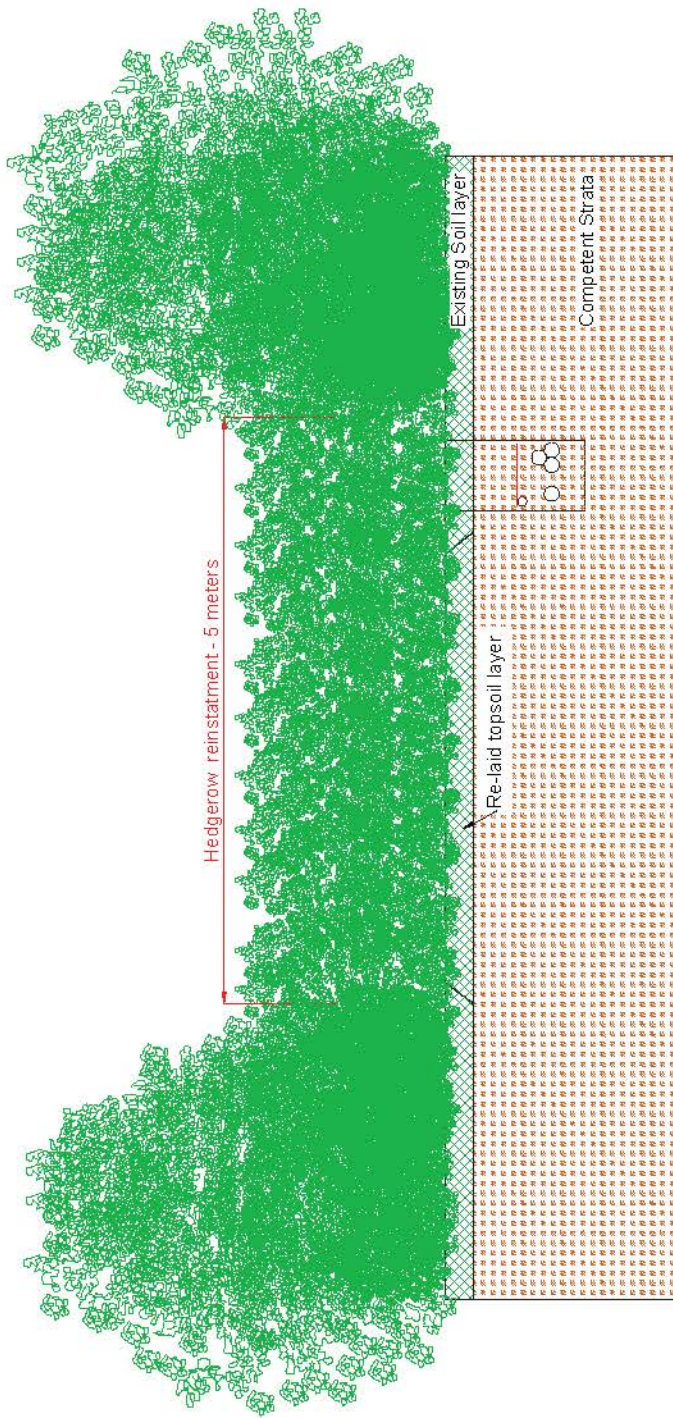 Hedgerow reinstatment - 5 meters
Existing Soil layer
Re-laid topsoil layer
Competent Strata